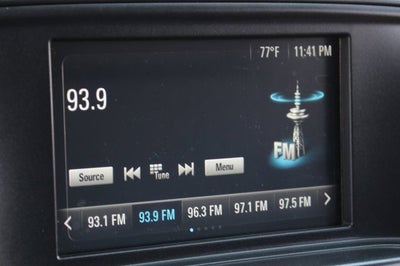 77°F 11:41 PM
93.9
FM
Source Tune Menu
93.1 FM 93.9 FM 96.3 FM 97.1 FM 97.5 FM